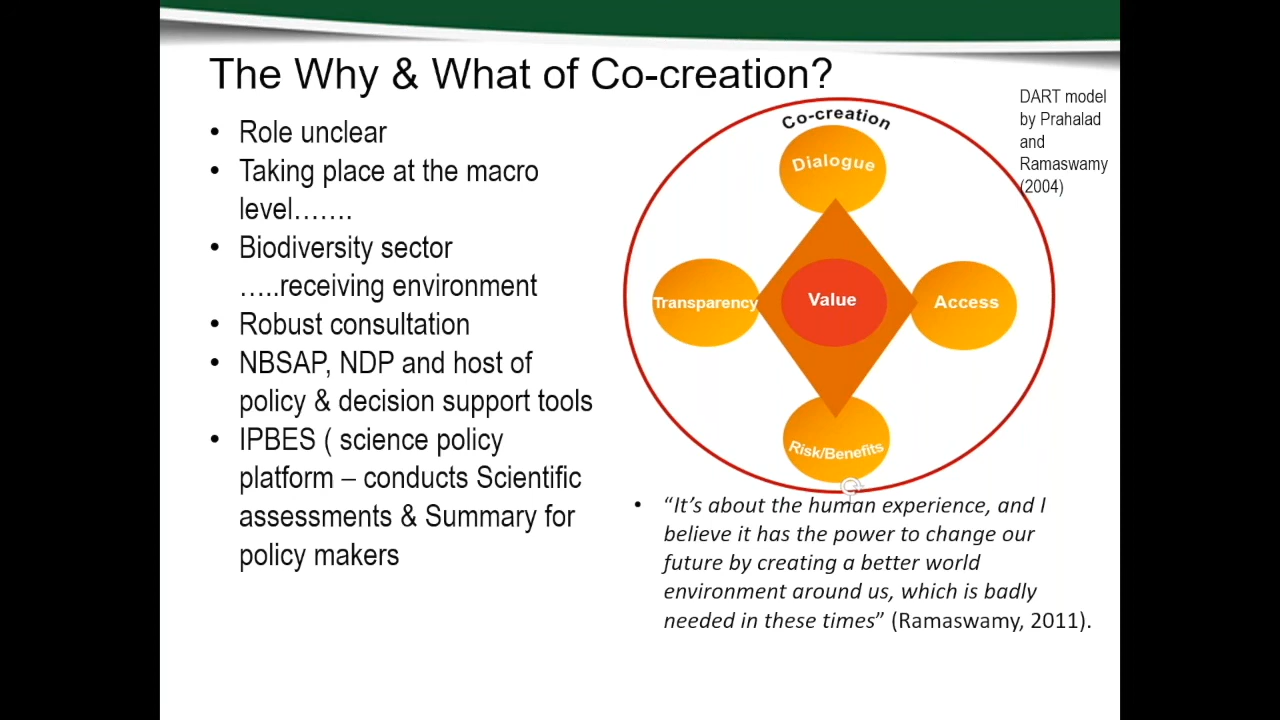 The Why & What of Co-creation?
• Role unclear
• Taking place at the macro
level…….
• Biodiversity sector
…..receiving environment
• Robust consultation
• NBSAP, NDP and host of
policy & decision support tools
• IPBES ( science policy
platform – conducts Scientific
assessments & Summary for
policy makers
DART model
by Prahalad
and
Ramaswamy
(2004)
Co-creation
Dialogue
Transparency
Value
Access
Risk/Benefits
• “It’s about the human experience, and I
believe it has the power to change our
future by creating a better world
environment around us, which is badly
needed in these times” (Ramaswamy, 2011).